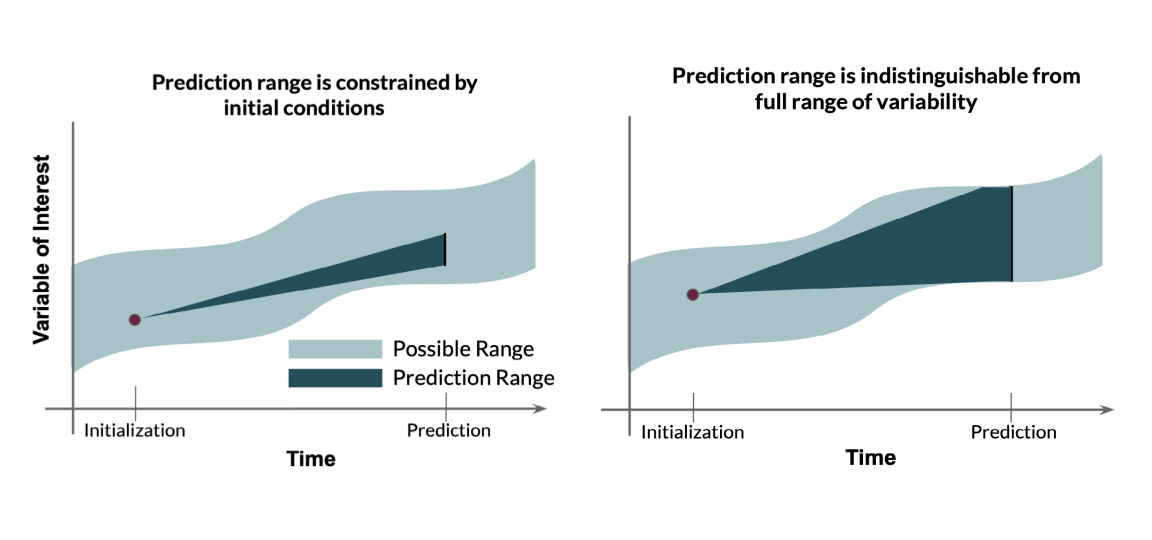 Prediction range is constrained by
initial conditions
Variable of Interest
Possible Range
Prediction Range
Initialization
Prediction
Time
Prediction range is indistinguishable from
full range of variability
Initialization
Prediction
Time